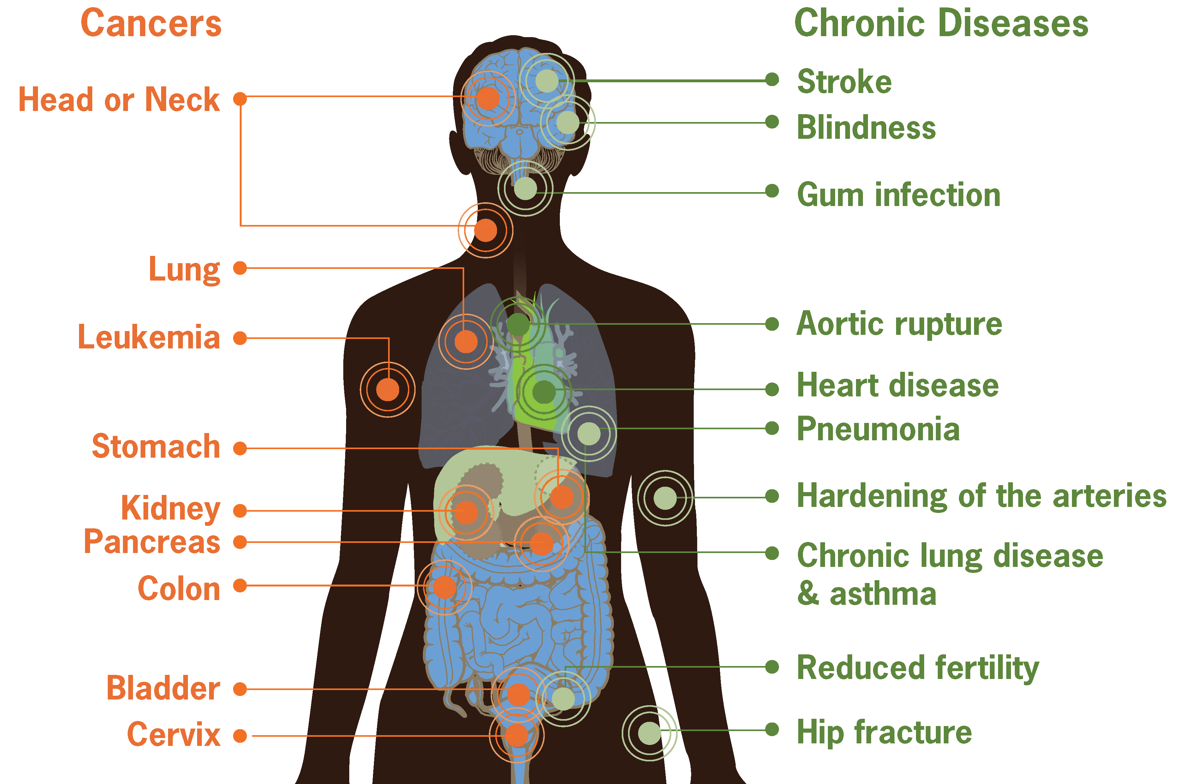 Cancers
Head or Neck
Lung
Leukemia
Stomach
Kidney
Pancreas
Colon
Bladder
Cervix
Chronic Diseases
Stroke
Blindness
Gum infection
Aortic rupture
Heart disease
Pneumonia
Hardening of the arteries
Chronic lung disease
& asthma
Reduced fertility
Hip fracture